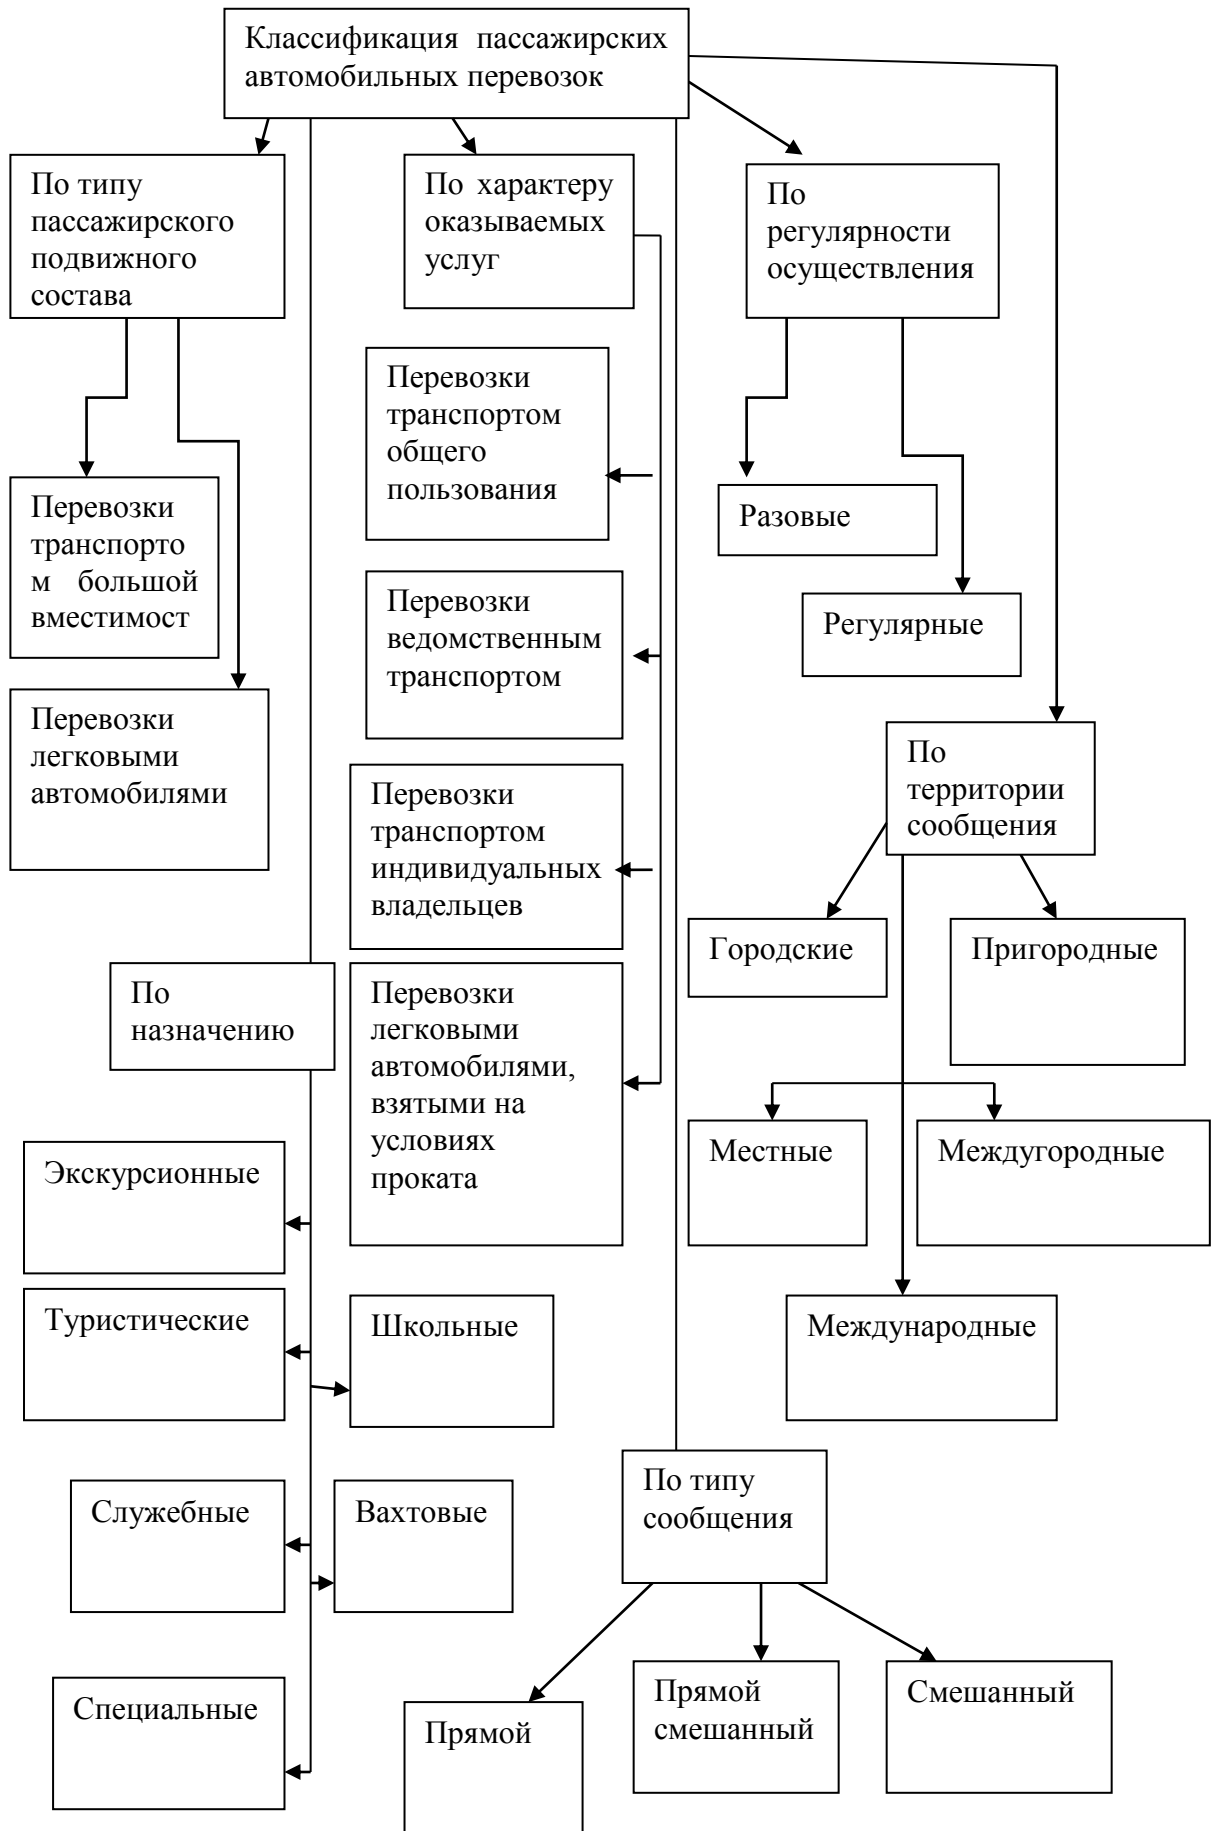 Классификация пассажирских
автомобильных перевозок
По типу
пассажирского
подвижного
состава
По характеру
оказываемых
услуг
По
регулярности
осуществления
Перевозки
транспортом
общего
пользования
Перевозки
транспорто
м большой
вместимост
Разовые
Перевозки
ведомственным
транспортом
Регулярные
Перевозки
легковыми
автомобилями
По
территории
сообщения
Перевозки
транспортом
индивидуальных
владельцев
Городские
Пригородные
По
назначению
Перевозки
легковыми
автомобилями,
взятыми на
условиях
проката
Местные
Междугородные
Экскурсионные
Туристические
Школьные
Международные
Служебные
Вахтовые
По типу
сообщения
Специальные
Прямой
Прямой
смешанный
Смешанный